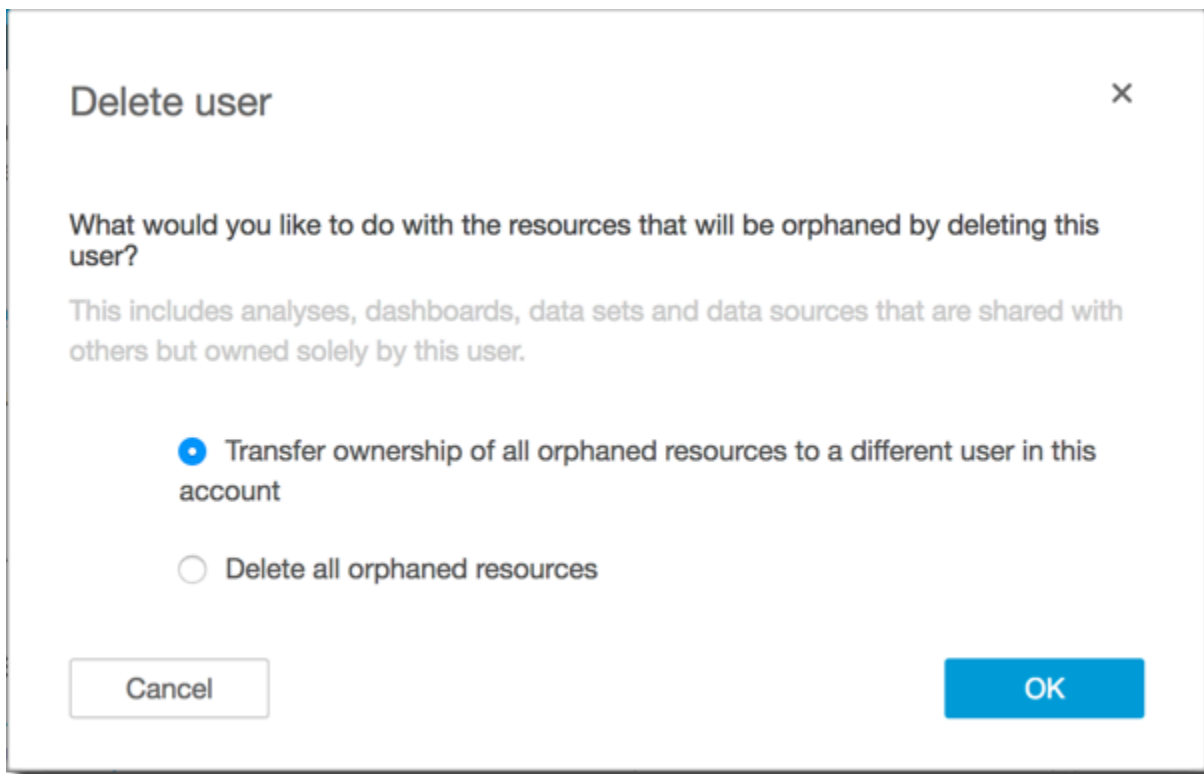 Delete user
What would you like to do with the resources that will be orphaned by deleting this
user?
This includes analyses, dashboards, data sets and data sources that are shared with
others but owned solely by this user.
Transfer ownership of all orphaned resources to a different user in this
account
Delete all orphaned resources
Cancel
OK